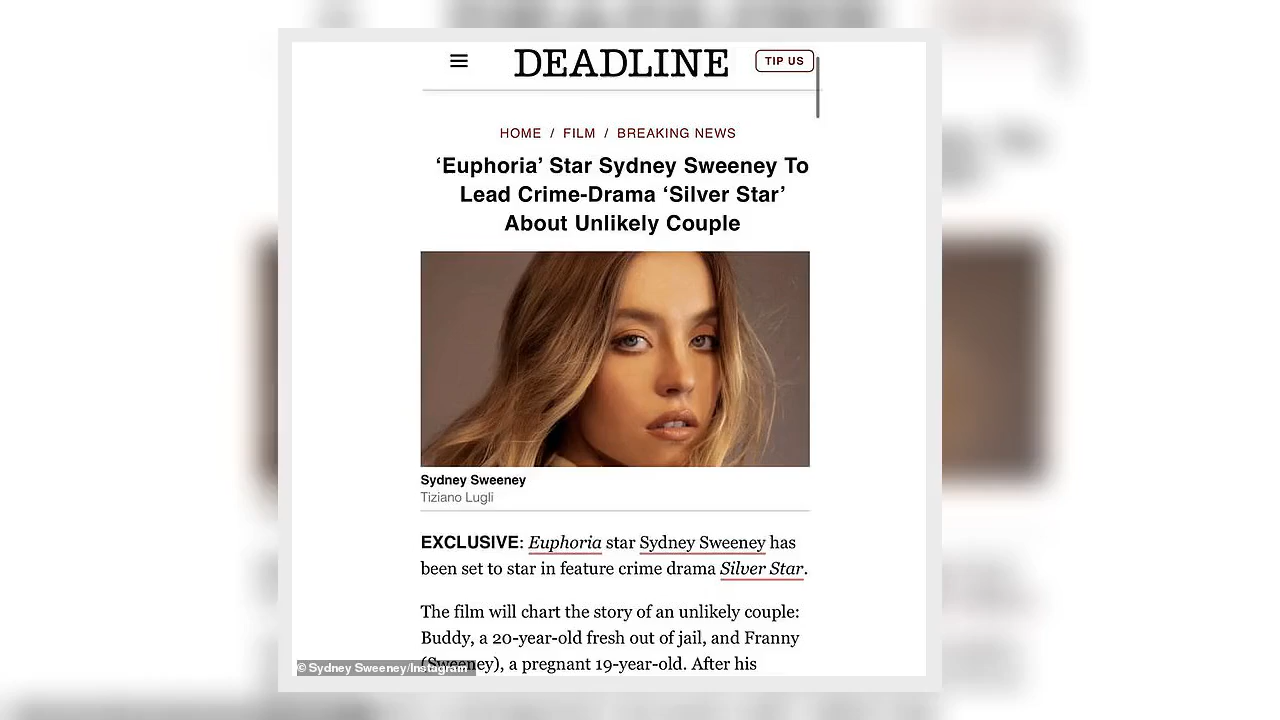 DEADLINE
TIP US
HOME / FILM / BREAKING NEWS
‘Euphoria’ Star Sydney Sweeney To
Lead Crime-Drama ‘Silver Star’
About Unlikely Couple
Sydney Sweeney
Tiziano Lugli
EXCLUSIVE: Euphoria star Sydney Sweeney has
been set to star in feature crime drama Silver Star.
The film will chart the story of an unlikely couple:
Buddy, a 20-year-old fresh out of jail, and Franny
(Sweeney), a pregnant 19-year-old. After his
© Sydney Sweeney/Instagram